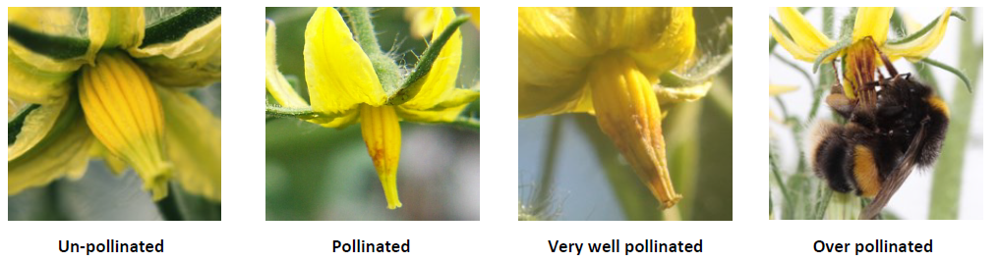 Un-pollinated
Pollinated
Very well pollinated
Over pollinated